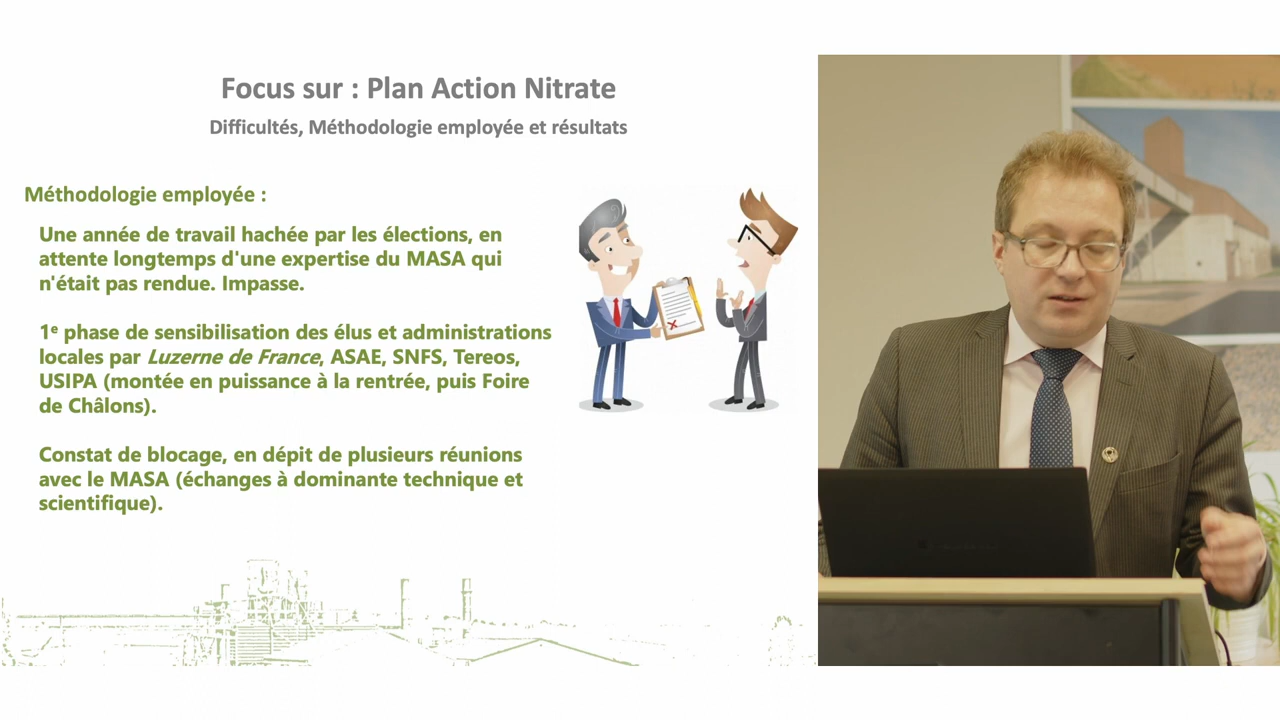 Focus sur : Plan Action Nitrate
Difficultés, Méthodologie employée et résultats
Méthodologie employée :
Une année de travail hachée par les élections, en
attente longtemps d'une expertise du MASA qui
n'était pas rendue. Impasse.
1e phase de sensibilisation des élus et administrations
locales par Luzerne de France, ASAE, SNFS, Tereos,
USIPA (montée en puissance à la rentrée, puis Foire
de Châlons).
Constat de blocage, en dépit de plusieurs réunions
avec le MASA (échanges à dominante technique et
scientifique).